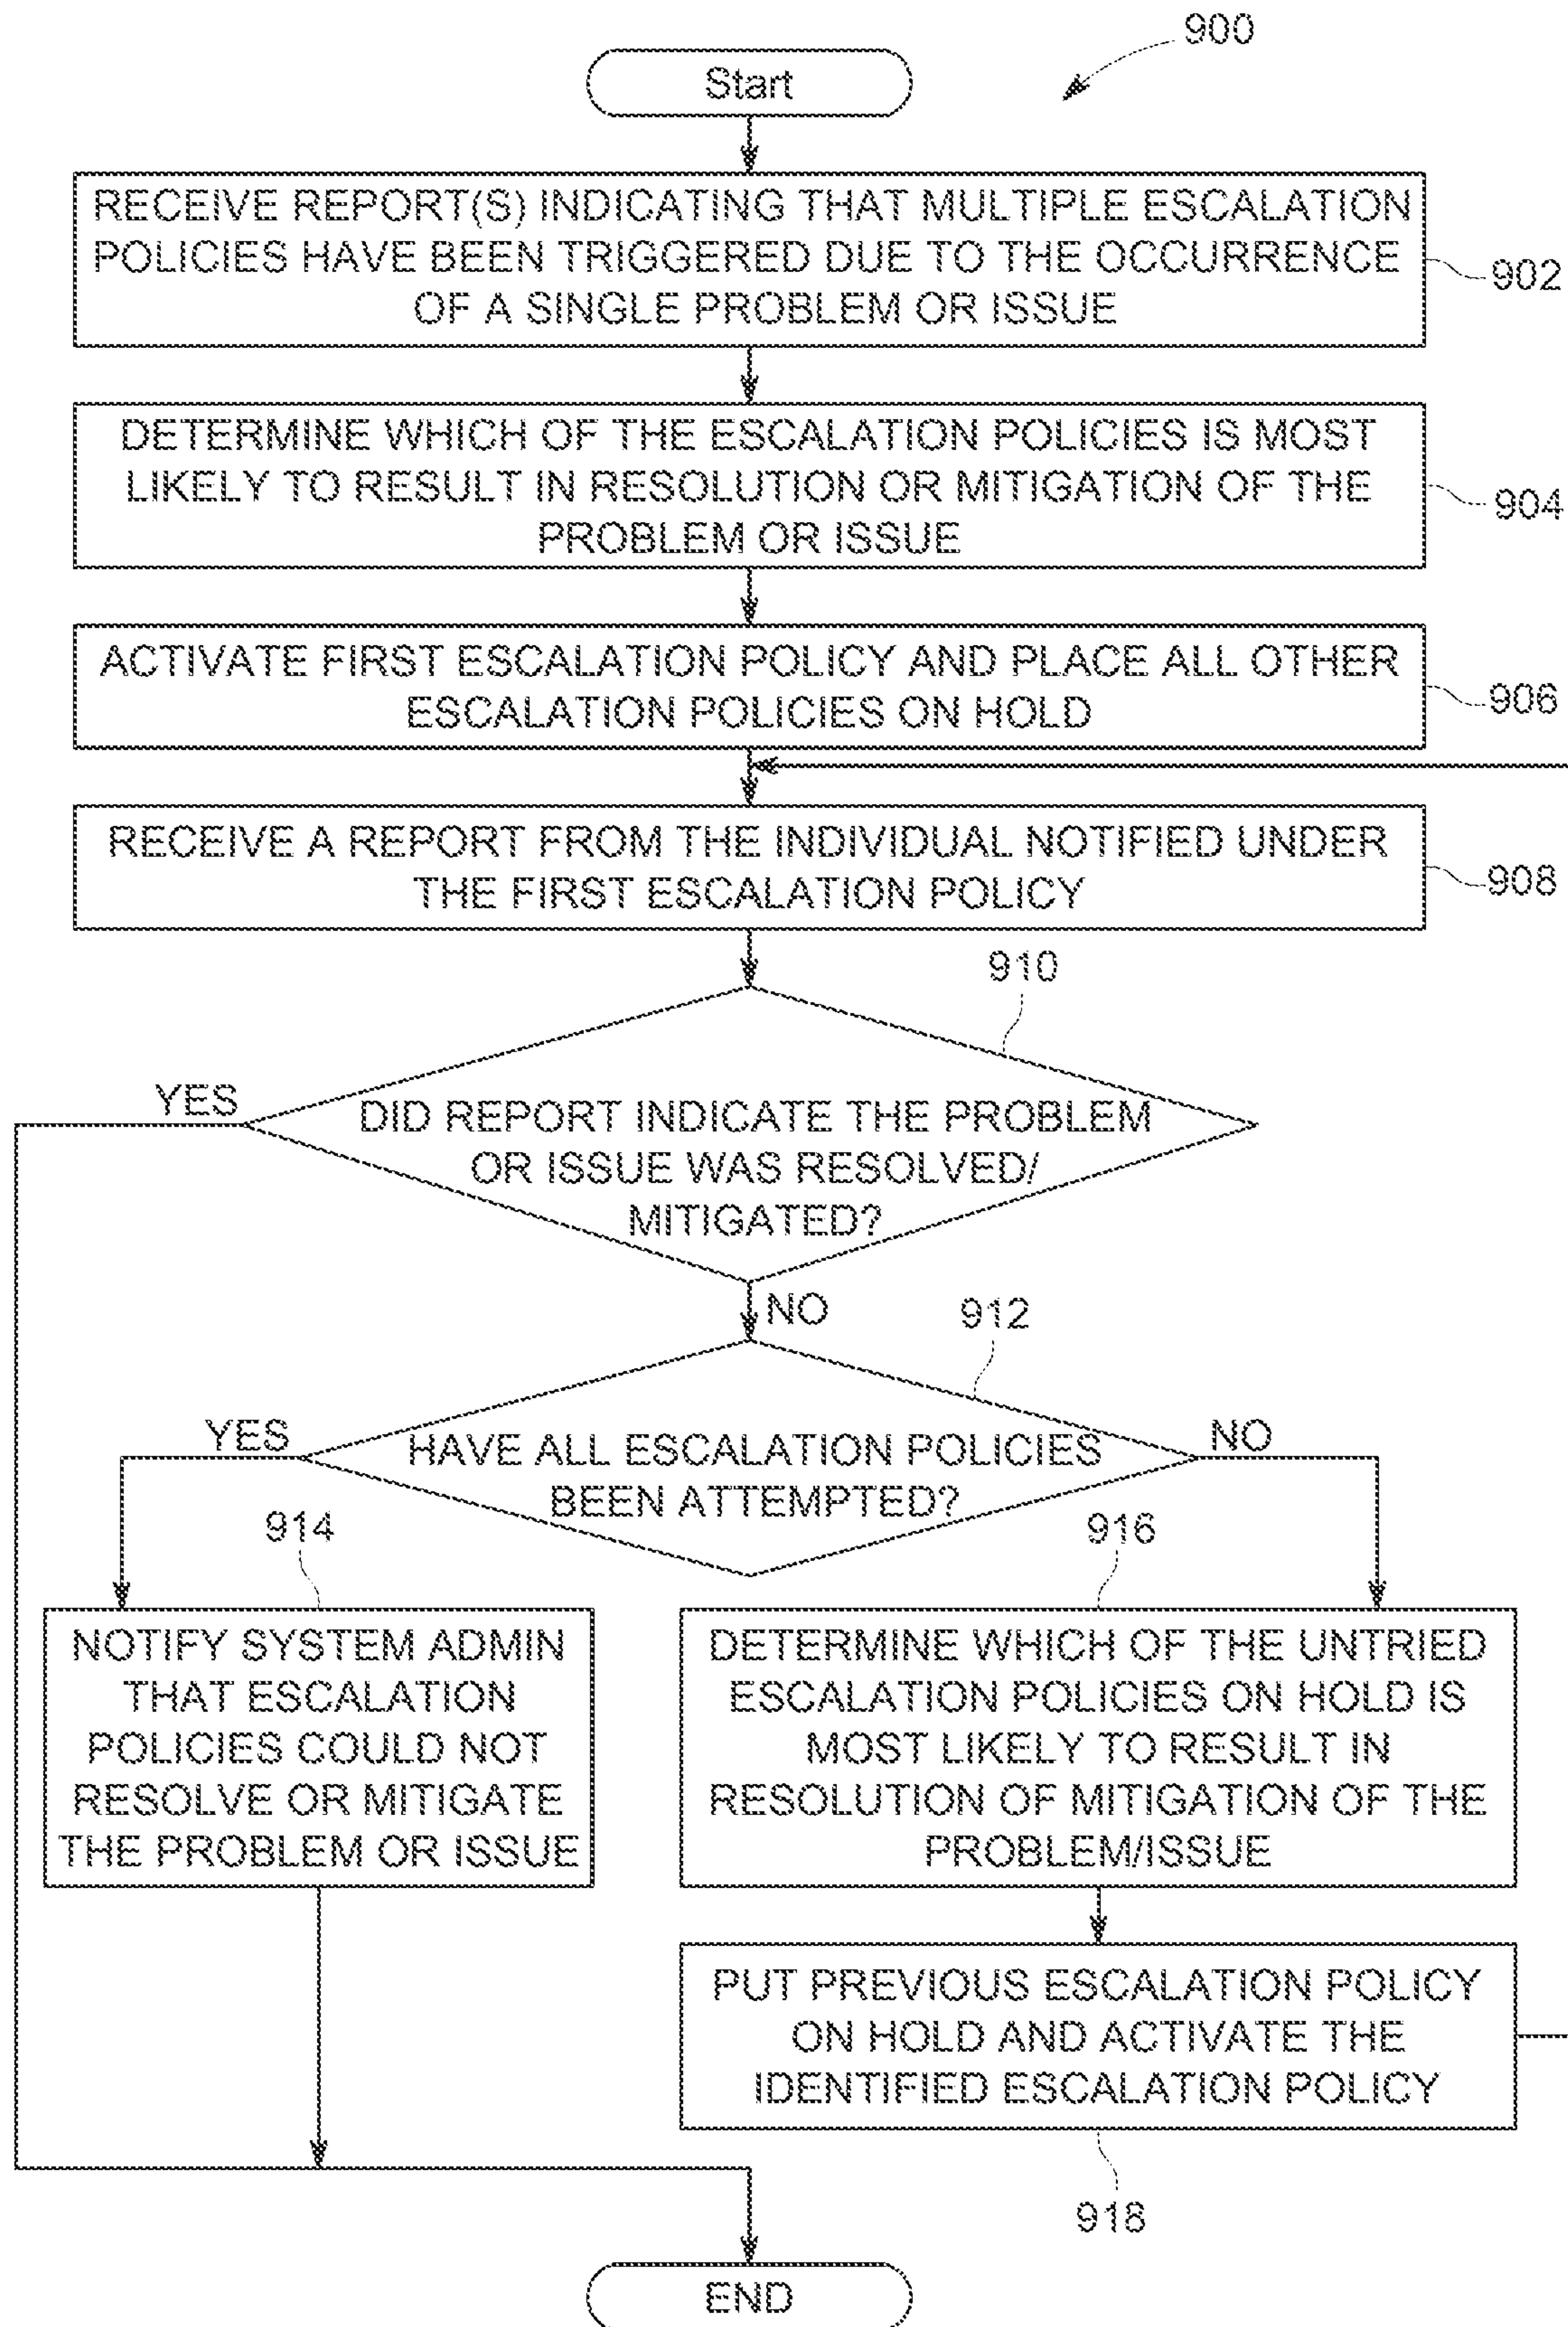 900
Start
RECEIVE REPORT(S) INDICATING THAT MULTIPLE ESCALATION
POLICIES HAVE BEEN TRIGGERED DUE TO THE OCCURRENCE
OF A SINGLE PROBLEM OR ISSUE
902
DETERMINE WHICH OF THE ESCALATION POLICIES IS MOST
LIKELY TO RESULT IN RESOLUTION OR MITIGATION OF THE
PROBLEM OR ISSUE
904
ACTIVATE FIRST ESCALATION POLICY AND PLACE ALL OTHER
ESCALATION POLICIES ON HOLD
906
RECEIVE A REPORT FROM THE INDIVIDUAL NOTIFIED UNDER
THE FIRST ESCALATION POLICY
908
910
YES
DID REPORT INDICATE THE PROBLEM
OR ISSUE WAS RESOLVED/
MITIGATED?
NO
912
YES
HAVE ALL ESCALATION POLICIES
BEEN ATTEMPTED?
NO
914
NOTIFY SYSTEM ADMIN
THAT ESCALATION
POLICIES COULD NOT
RESOLVE OR MITIGATE
THE PROBLEM OR ISSUE
916
DETERMINE WHICH OF THE UNTRIED
ESCALATION POLICIES ON HOLD IS
MOST LIKELY TO RESULT IN
RESOLUTION OF MITIGATION OF THE
PROBLEM/ISSUE
PUT PREVIOUS ESCALATION POLICY
ON HOLD AND ACTIVATE THE
IDENTIFIED ESCALATION POLICY
918
END